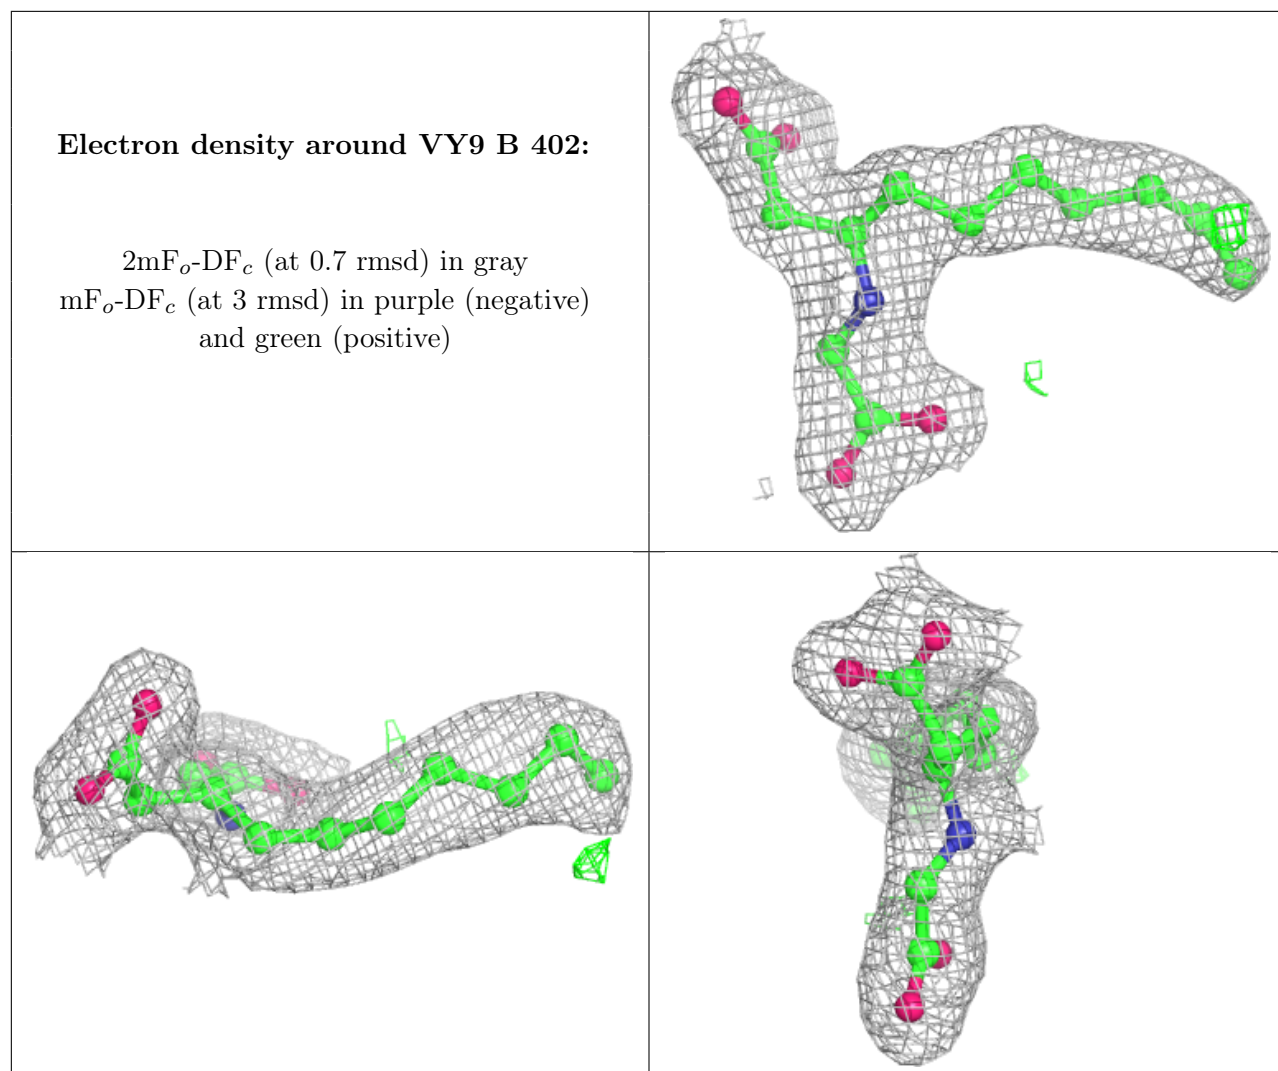 Electron density around VY9 B 402:
2mFₒ-DF𝒸 (at 0.7 rmsd) in gray
mFₒ-DF𝒸 (at 3 rmsd) in purple (negative)
and green (positive)